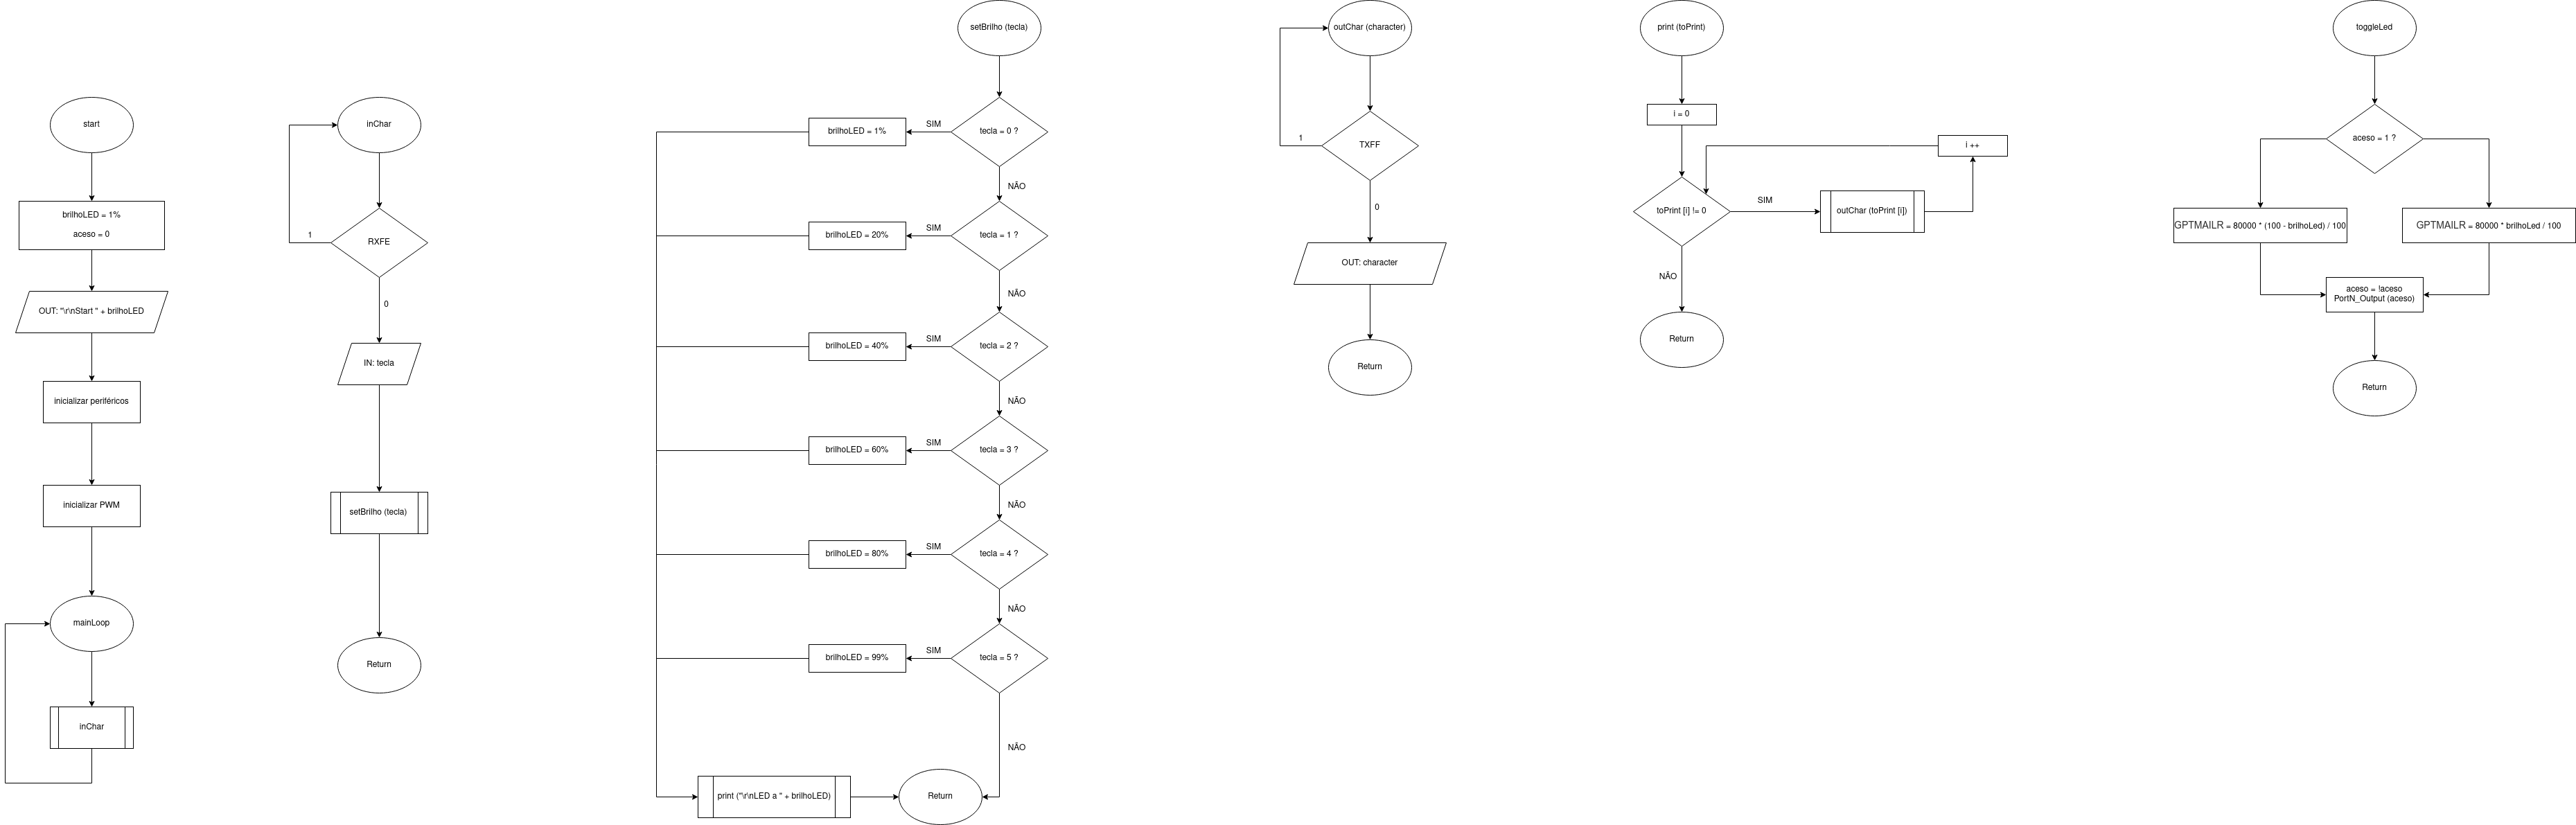 start
brilhoLED = 1%
aceso = 0
OUT: "\r\nStart " + brilhoLED
inicializar periféricos
inicializar PWM
mainLoop
inChar
inChar
RXFE
1
0
IN: tecla
setBrilho (tecla)
Return
setBrilho (tecla)
tecla = 0 ?
SIM
brilhoLED = 1%
NÃO
tecla = 1 ?
SIM
brilhoLED = 20%
NÃO
tecla = 2 ?
SIM
brilhoLED = 40%
NÃO
tecla = 3 ?
SIM
brilhoLED = 60%
NÃO
tecla = 4 ?
SIM
brilhoLED = 80%
NÃO
tecla = 5 ?
SIM
brilhoLED = 99%
NÃO
print ("\r\nLED a " + brilhoLED)
Return
outChar (character)
TXFF
1
0
OUT: character
Return
print (toPrint)
i = 0
toPrint [i] != 0
SIM
outChar (toPrint [i])
i ++
NÃO
Return
toggleLed
aceso = 1 ?
GPTMAILR = 80000 * (100 - brilhoLed) / 100
GPTMAILR = 80000 * brilhoLed / 100
aceso = !aceso
PortN_Output (aceso)
Return